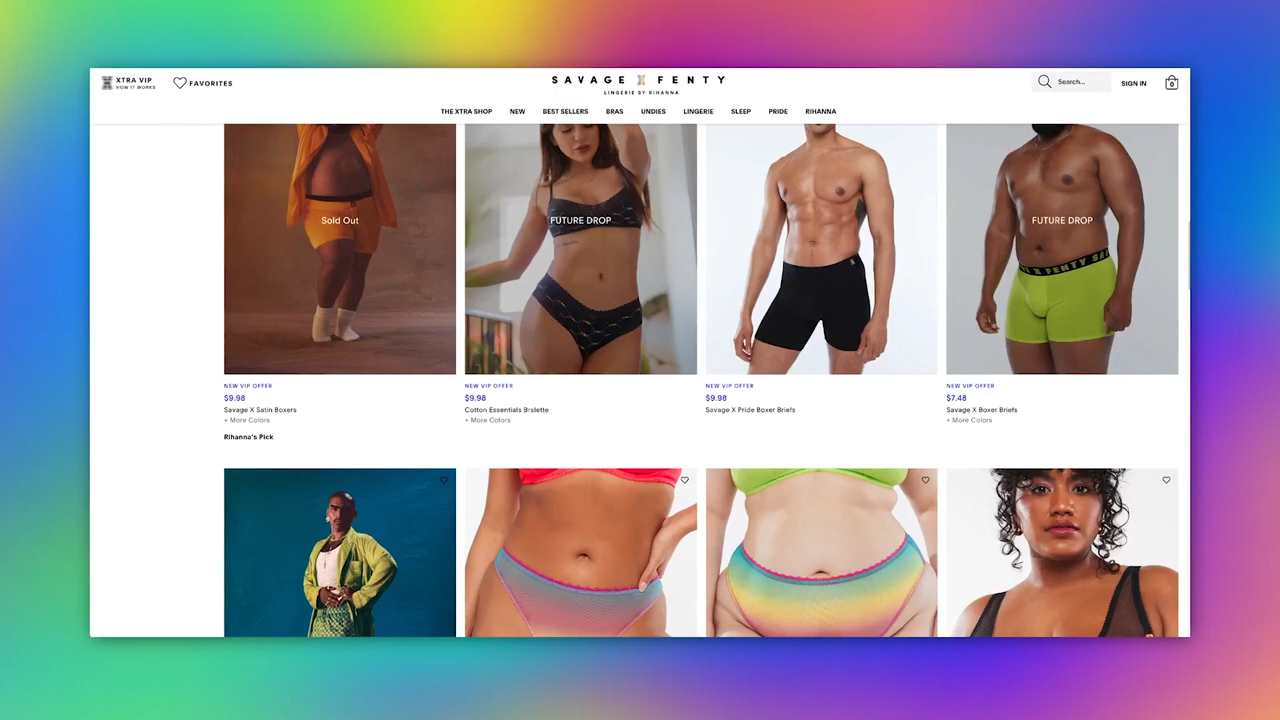 XTRA VIP
HOW IT WORKS
FAVORITES
SAVAGE X FENTY
LINGERIE BY RIHANNA
Search...
SIGN IN
0
THE XTRA SHOP NEW BEST SELLERS BRAS UNDIES LINGERIE SLEEP PRIDE RIHANNA
Sold Out
FUTURE DROP
FUTURE DROP
X FENTY SA
NEW VIP OFFER
$9.98
Savage X Satin Boxers
+ More Colors
Rihanna's Pick
NEW VIP OFFER
$9.98
Cotton Essentials Bralette
+ More Colors
NEW VIP OFFER
$9.98
Savage X Pride Boxer Briefs
NEW VIP OFFER
$7.48
Savage X Boxer Briefs
+ More Colors